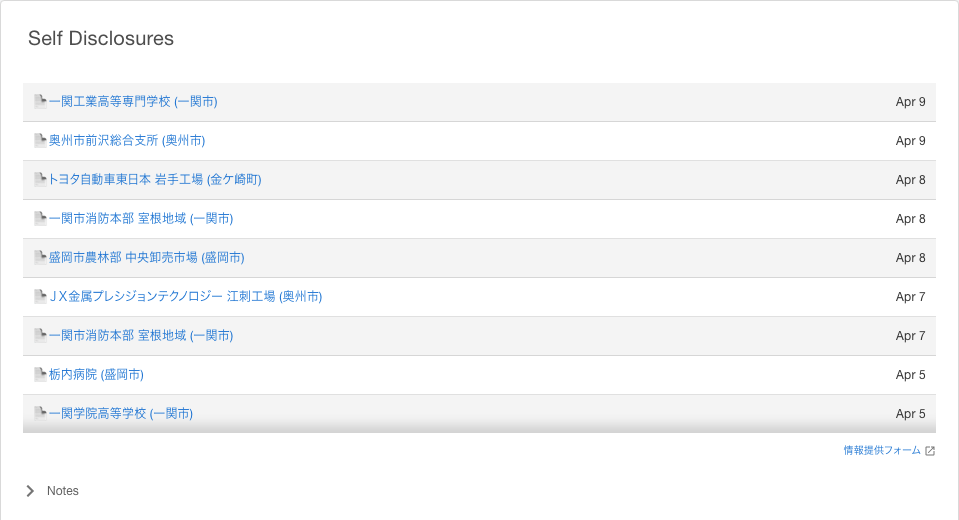 Self Disclosures
一関工業高等専門学校 (一関市) Apr 9
奥州市前沢総合支所 (奥州市) Apr 9
トヨタ自動車東日本 岩手工場 (金ケ崎町) Apr 8
一関市消防本部 室根地域 (一関市) Apr 8
盛岡市農林部 中央卸売市場 (盛岡市) Apr 8
ＪＸ金属プレシジョンテクノロジー 江刺工場 (奥州市) Apr 7
一関市消防本部 室根地域 (一関市) Apr 7
栃内病院 (盛岡市) Apr 5
一関学院高等学校 (一関市) Apr 5
情報提供フォーム
Notes